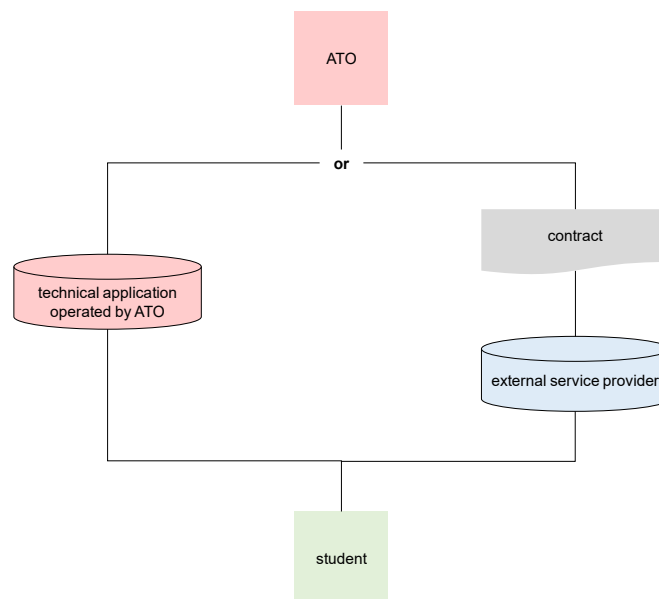 ATO
or
contract
technical application
operated by ATO
external service provider
student